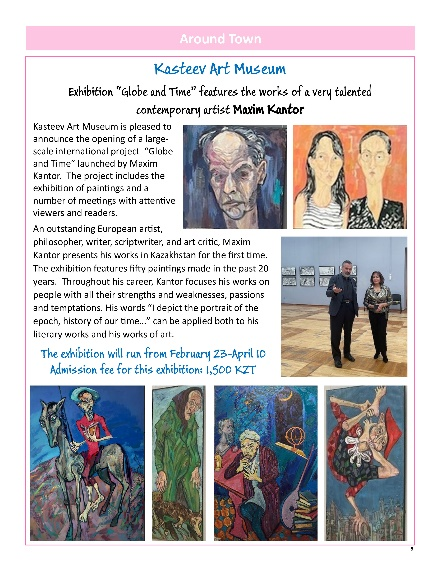 Around Town
Kasteev Art Museum
Exhibition "Globe and Time" features the works of a very talented
contemporary artist Maxim Kantor
Kasteev Art Museum is pleased to
announce the opening of a large-
scale international project "Globe
and Time" launched by Maxim
Kantor. The project includes the
exhibition of paintings and a
number of meetings with attentive
viewers and readers.
An outstanding European artist,
philosopher, writer, scriptwriter, and art critic, Maxim
Kantor presents his works in Kazakhstan for the first time.
The exhibition features fifty paintings made in the past 20
years. Throughout his career, Kantor focuses his works on
people with all their strengths and weaknesses, passions
and temptations. His words "I depict the portrait of the
epoch, history of our time..." can be applied both to his
literary works and his works of art.
The exhibition will run from February 23-April 10
Admission fee for this exhibition: 1,500 KZT